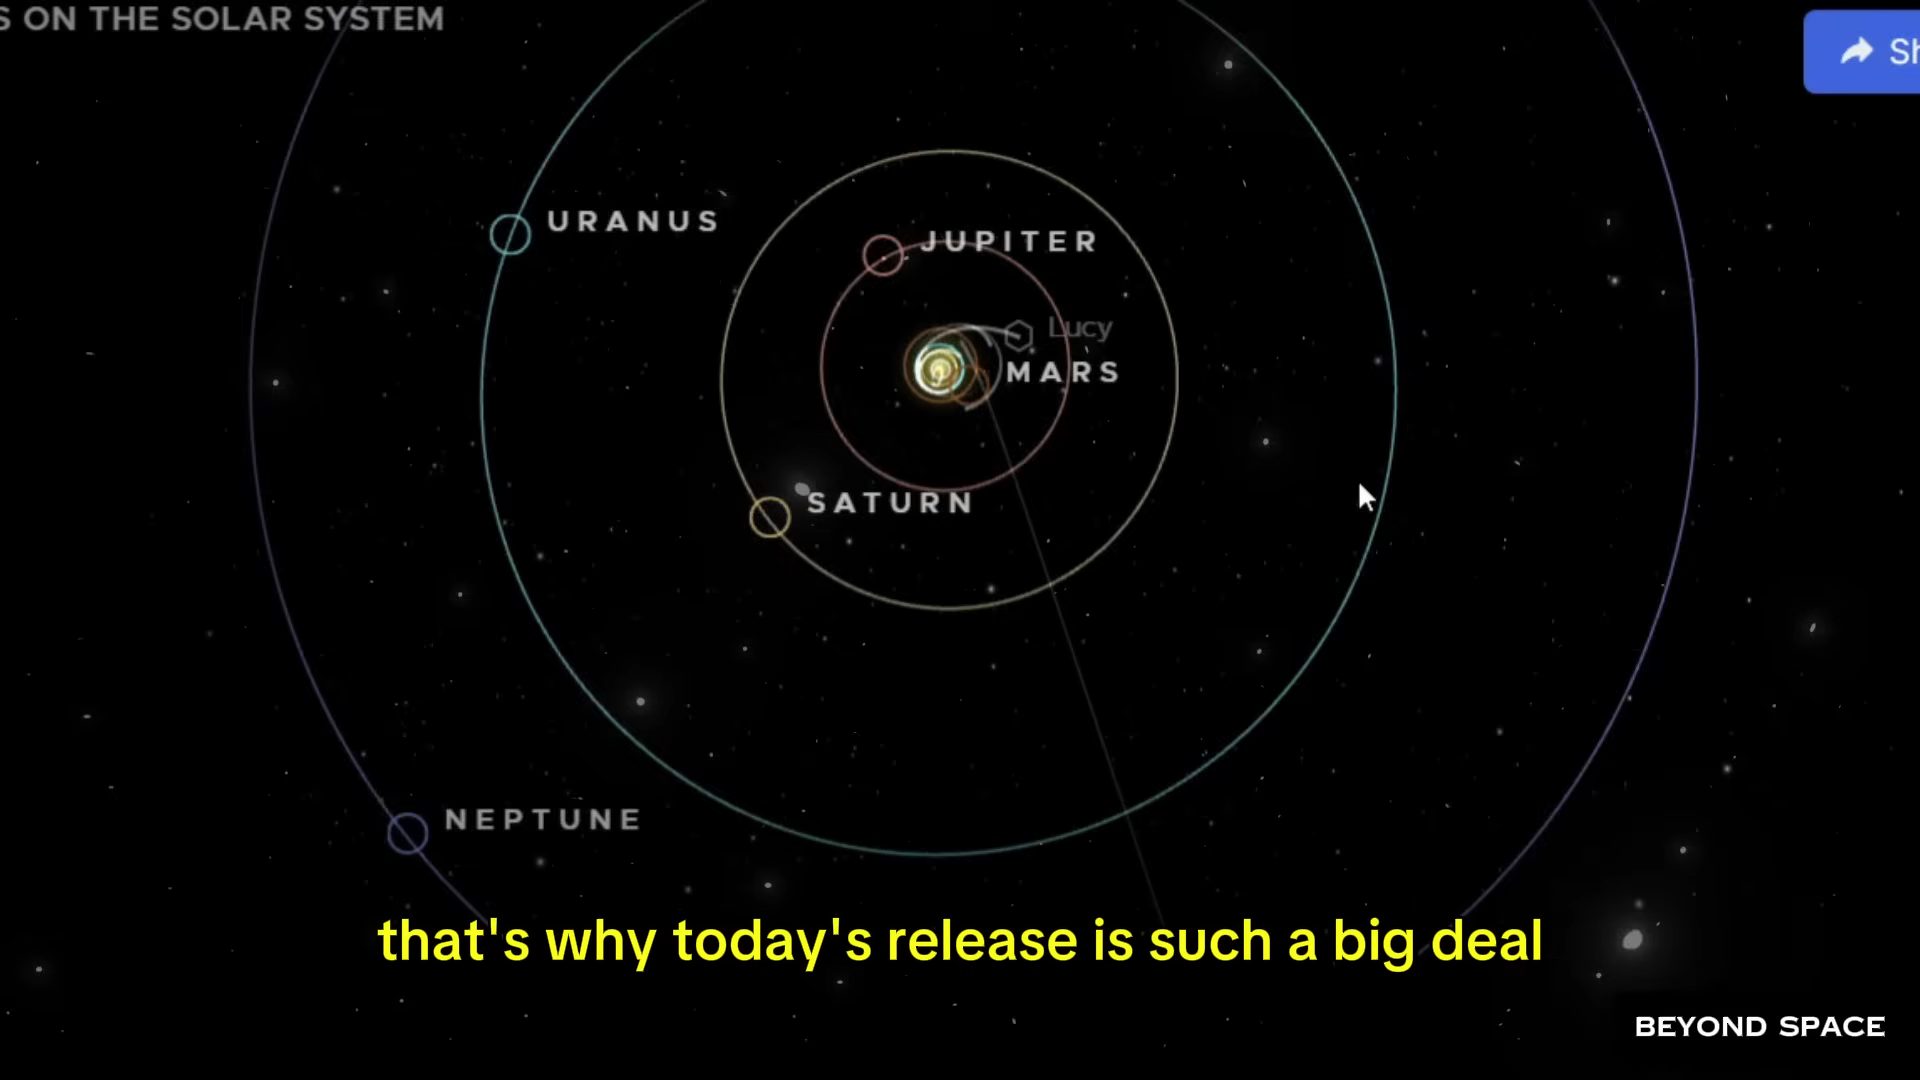 S ON THE SOLAR SYSTEM
Sh
URANUS
JUPITER
Lucy
MARS
SATURN
NEPTUNE
that's why today's release is such a big deal
BEYOND SPACE